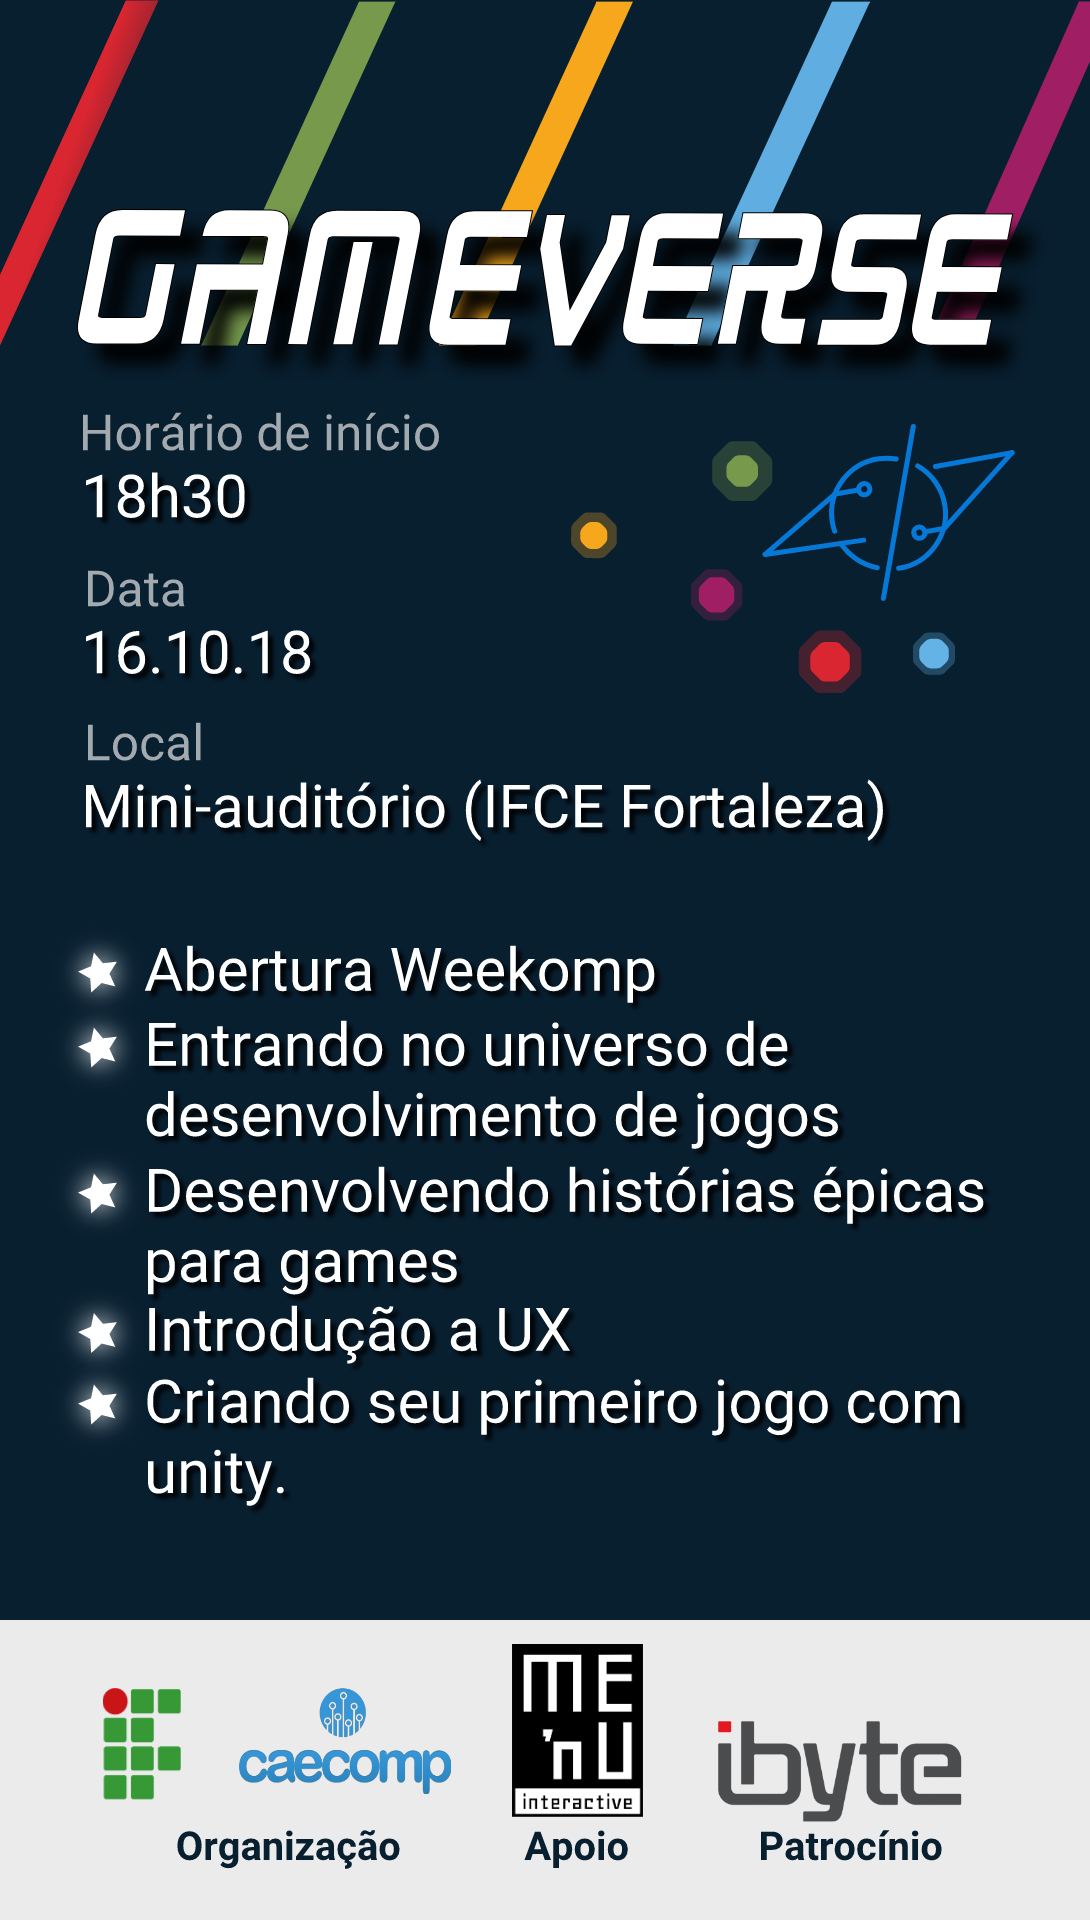 GAMEVERSE
Horário de início
18h30
Data
16.10.18
Local
Mini-auditório (IFCE Fortaleza)
Abertura Weekomp
Entrando no universo de
desenvolvimento de jogos
Desenvolvendo histórias épicas
para games
Introdução a UX
Criando seu primeiro jogo com
unity.
caecomp
ME
'nU
interactive
ibyte
Organização
Apoio
Patrocínio